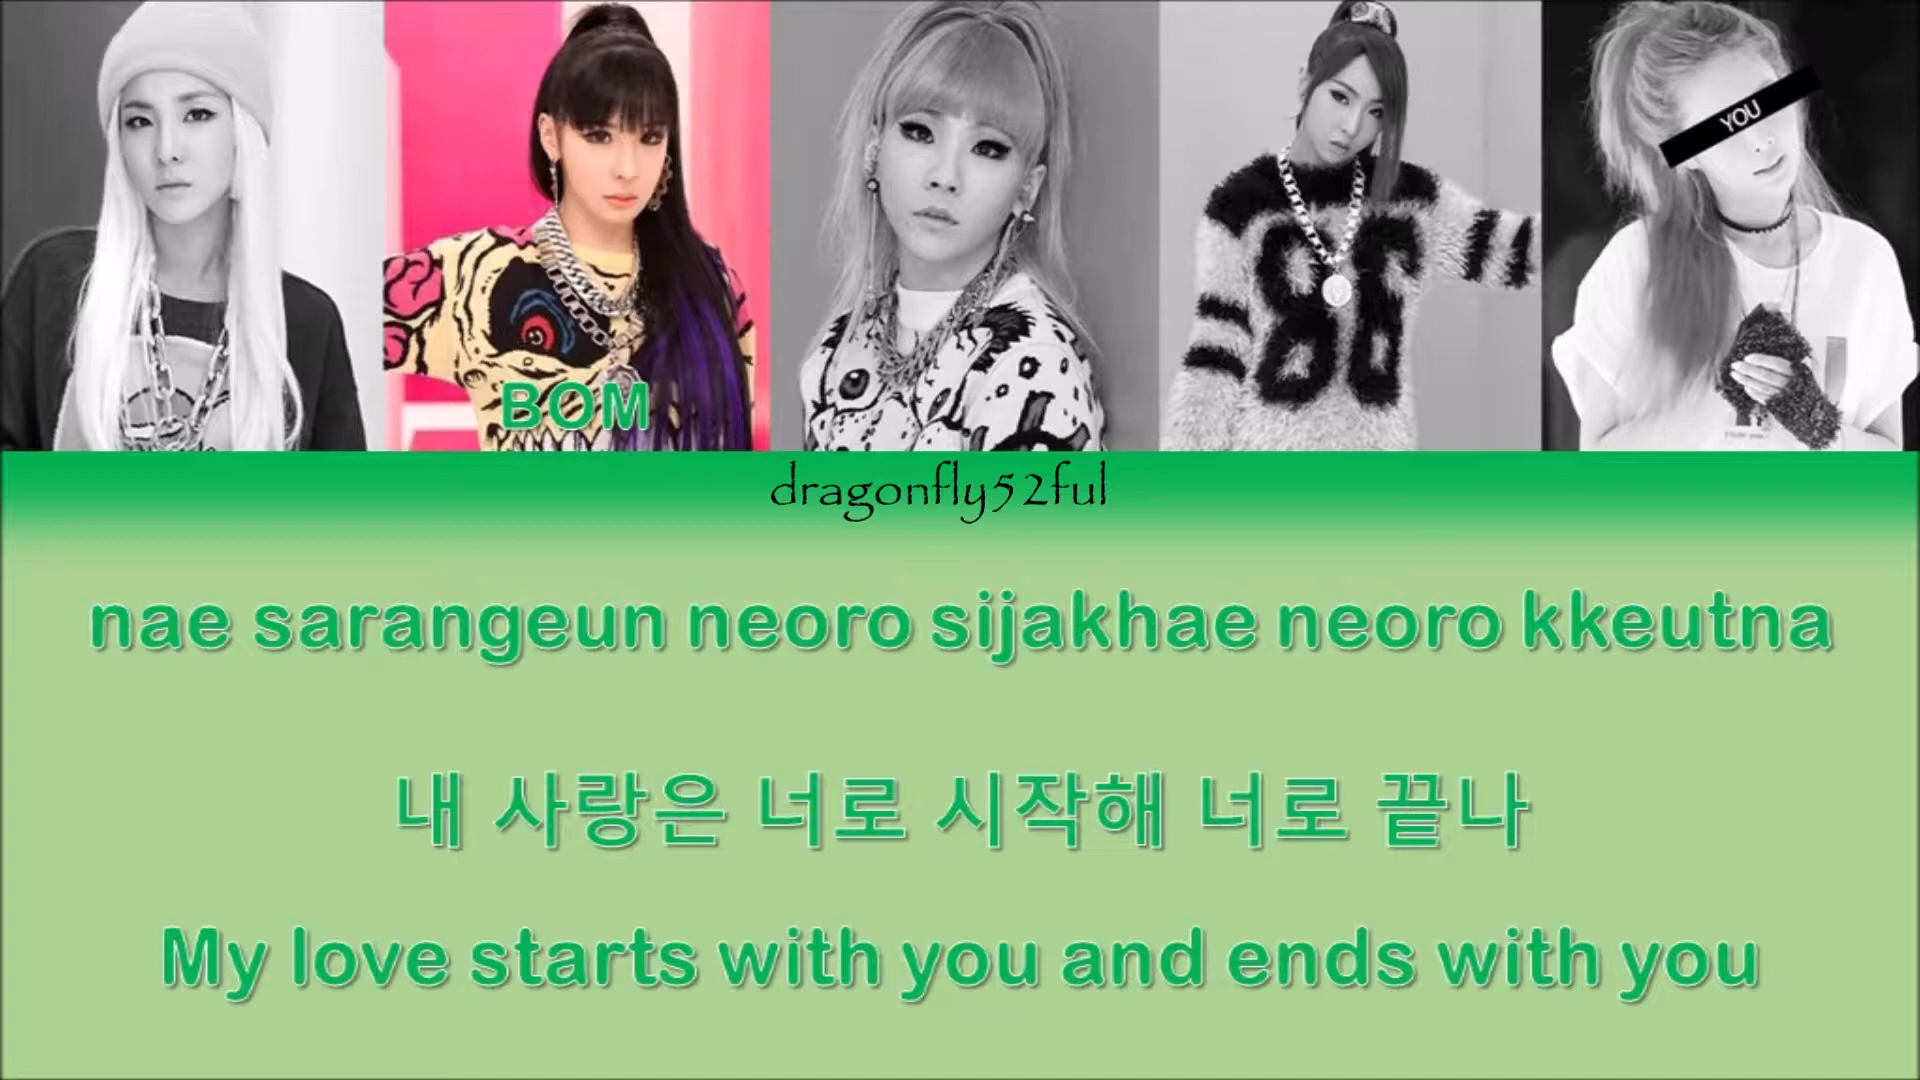 YOU
BOM
dragonfly52ful
nae sarangeun neoro sijakhae neoro kkeutna
내 사랑은 너로 시작해 너로 끝나
My love starts with you and ends with you